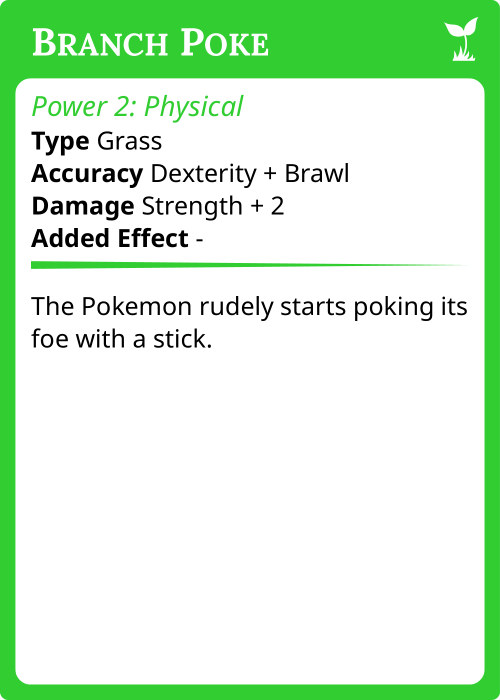 Branch Poke
Power 2: Physical
Type Grass
Accuracy Dexterity + Brawl
Damage Strength + 2
Added Effect -
The Pokemon rudely starts poking its
foe with a stick.